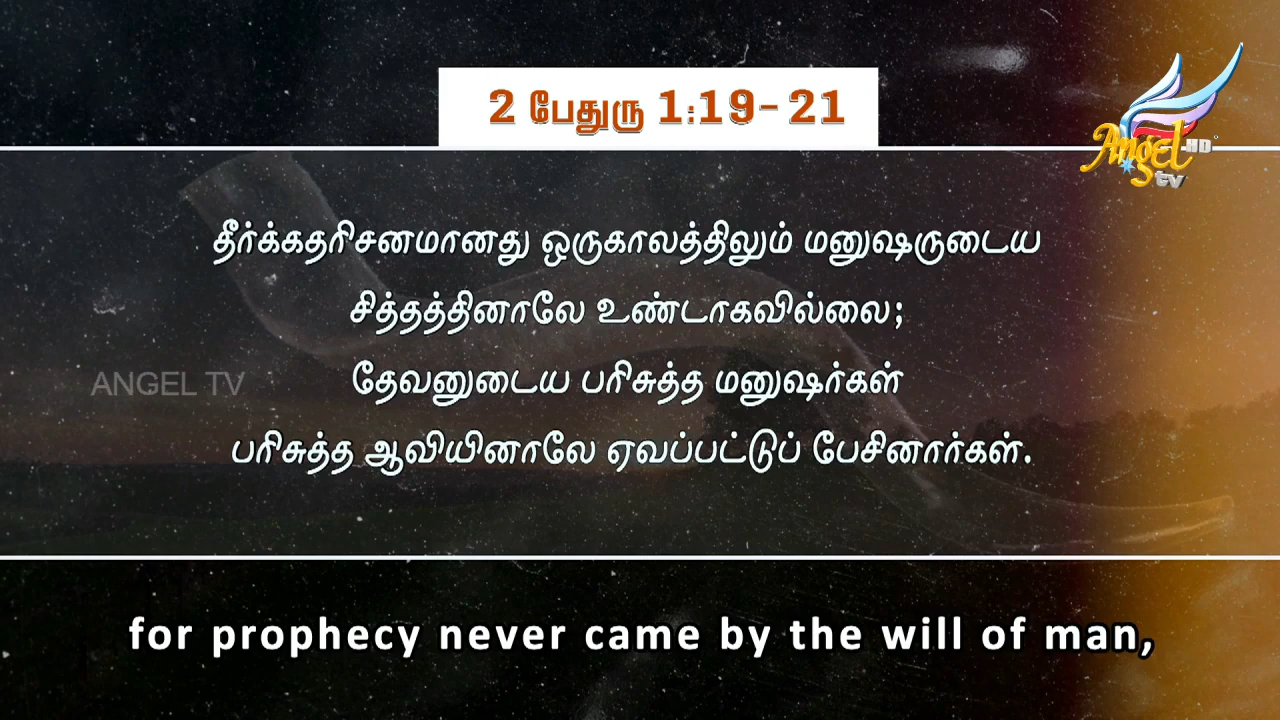 2 பேதுரு 1:19- 21
Angel HD
tv
தீர்க்கதரிசனமானது ஒருகாலத்திலும் மனுஷருடைய
சித்தத்தினாலே உண்டாகவில்லை;
தேவனுடைய பரிசுத்த மனுஷர்கள்
ANGEL TV
பரிசுத்த ஆவியினாலே ஏவப்பட்டுப் பேசினார்கள்.
for prophecy never came by the will of man,